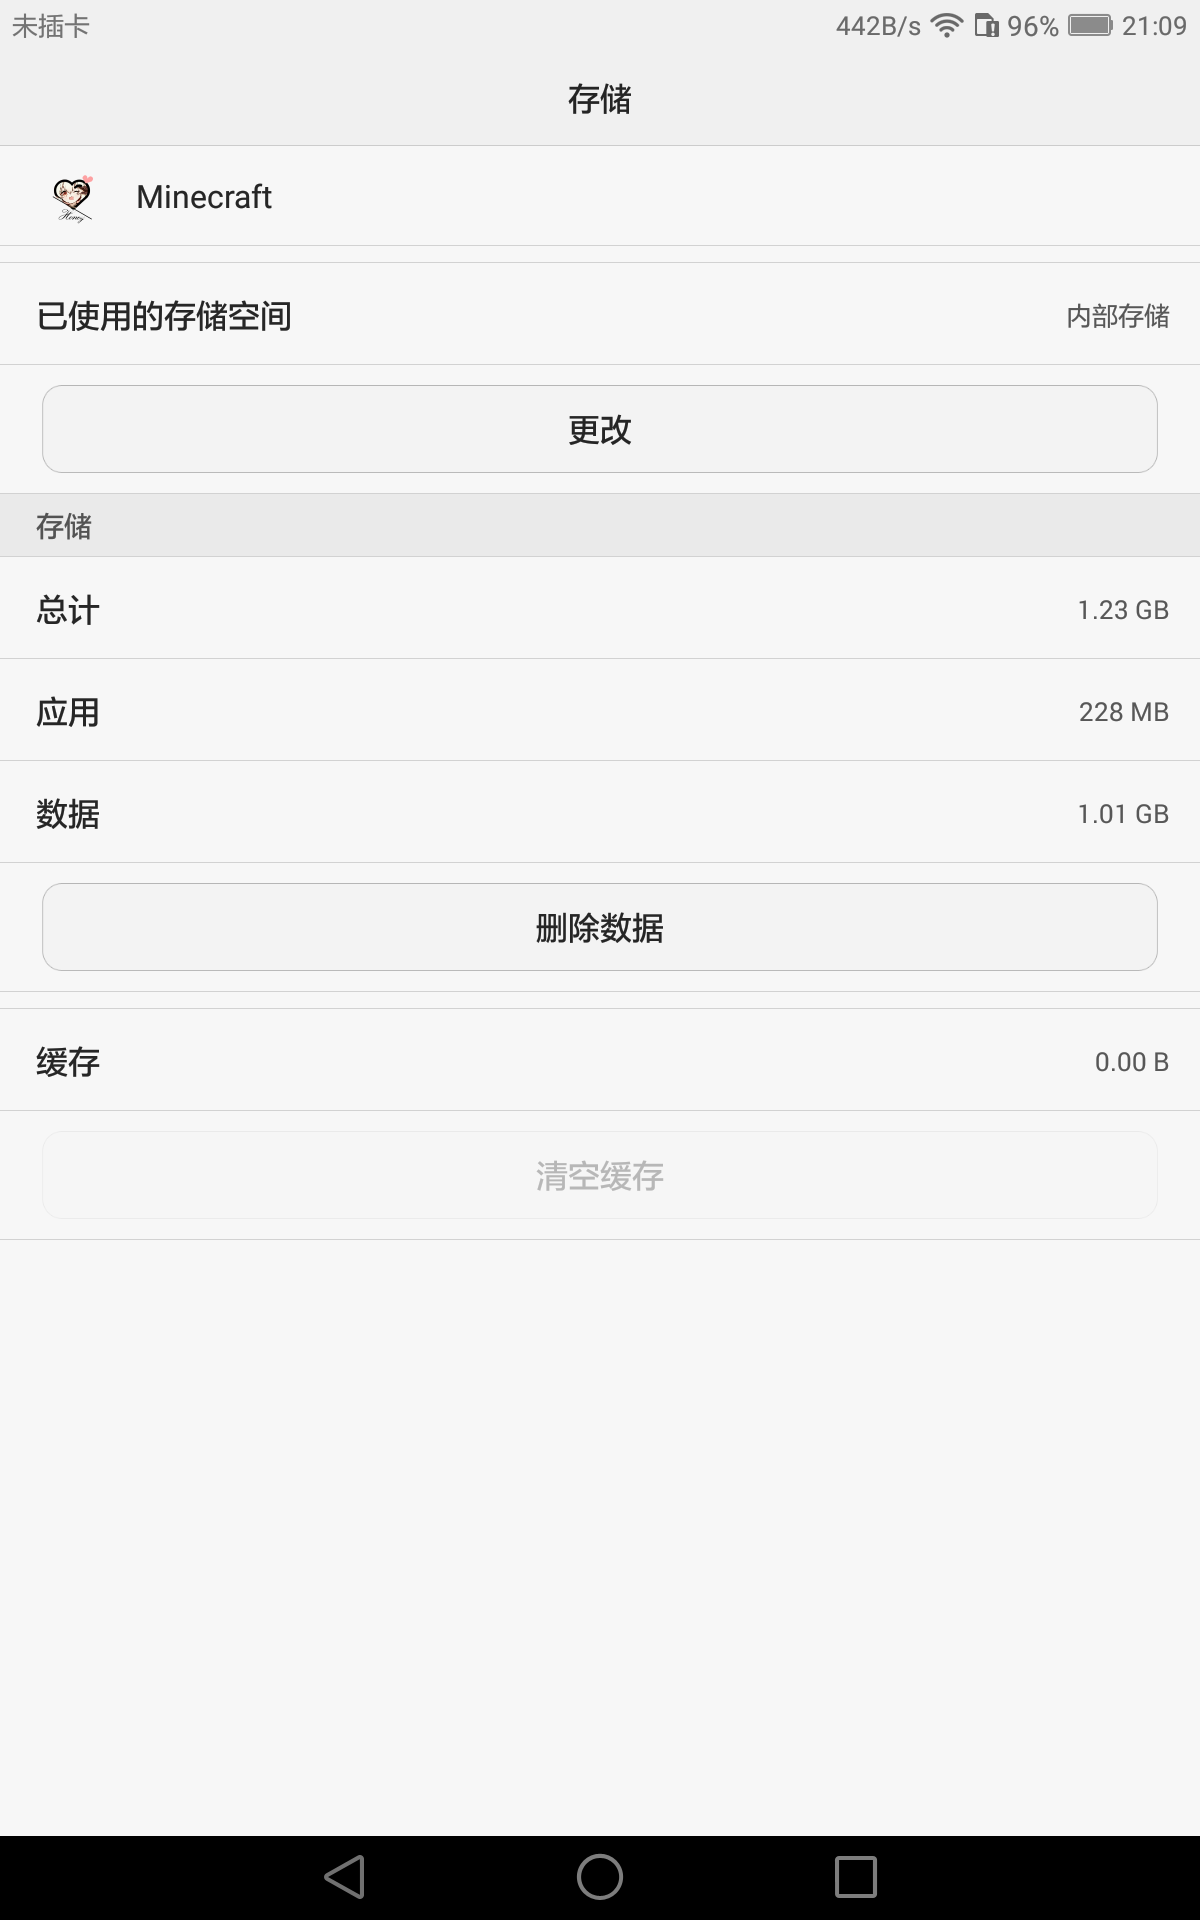 未插卡 442B/s 96% 21:09
存储
Minecraft
已使用的存储空间 内部存储
更改
存储
总计 1.23 GB
应用 228 MB
数据 1.01 GB
删除数据
缓存 0.00 B
清空缓存